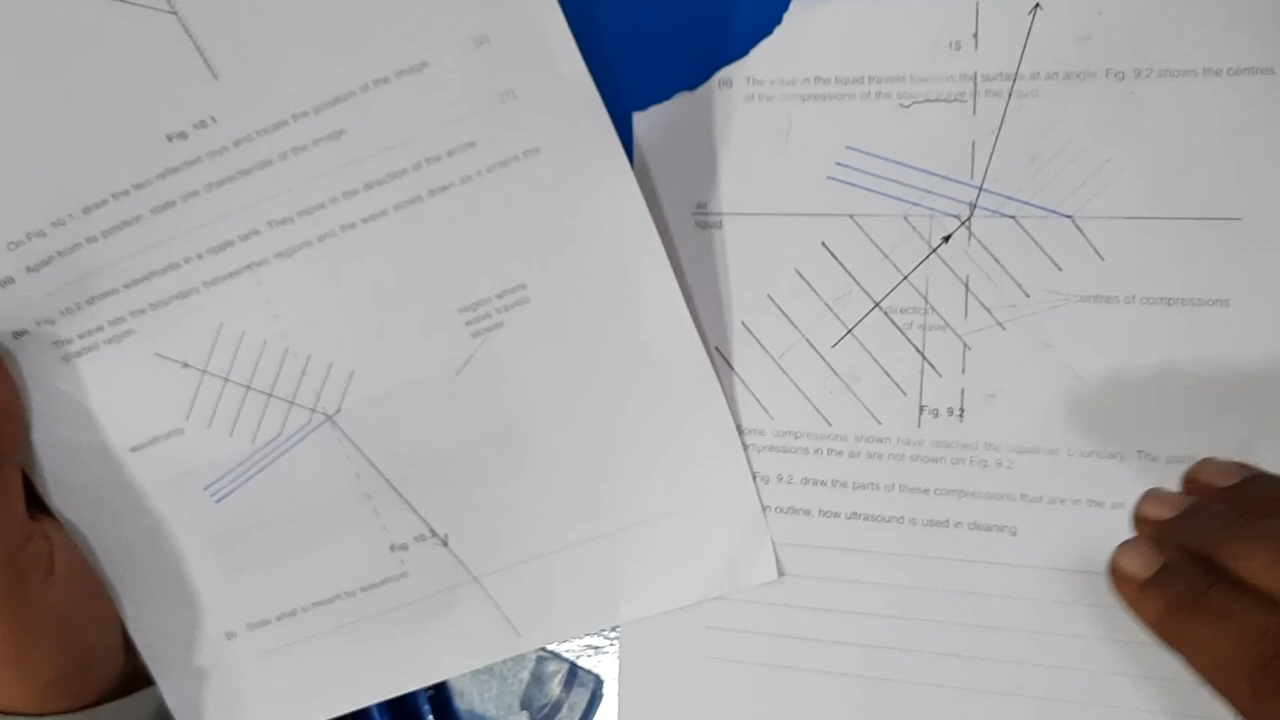 [2]
Fig. 10.1
On Fig. 10.1, draw the two reflected rays and locate the position of the image
[1]
(ii) Apart from its position, state one characteristic of the image
(b) Fig. 10.2 shows wavefronts in a ripple tank. They move in the direction of the arrow
The wave hits the boundary between two regions and the wave slows down as it enters the
shaded region.
region where
wave travels
slowly
wavefronts
Fig. 10.2
(i) State what is meant by wavefront
15
(ii) The wave in the liquid travels towards the surface at an angle. Fig. 9.2 shows the centres
of the compressions of the sound wave in the liquid
air
liquid
direction
of wave
centres of compressions
Fig. 9.2
Some compressions shown have reached the liquid-air boundary. The parts
compressions in the air are not shown on Fig. 9.2.
Fig. 9.2, draw the parts of these compressions that are in the air
in outline, how ultrasound is used in cleaning